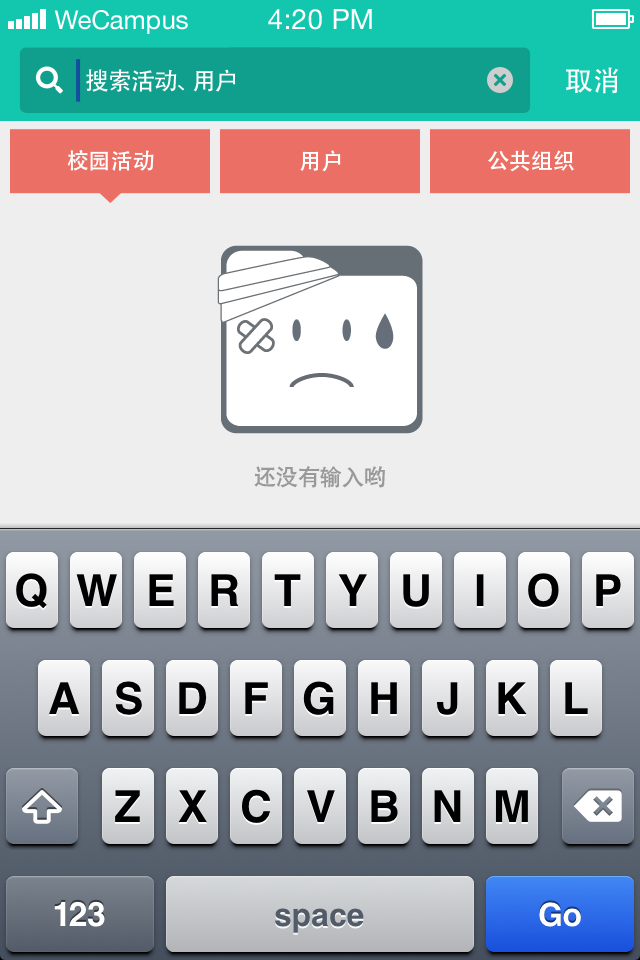 WeCampus 4:20 PM
搜索活动、用户 取消
校园活动 用户 公共组织
还没有输入哟
Q W E R T Y U I O P
A S D F G H J K L
Z X C V B N M
123 space Go